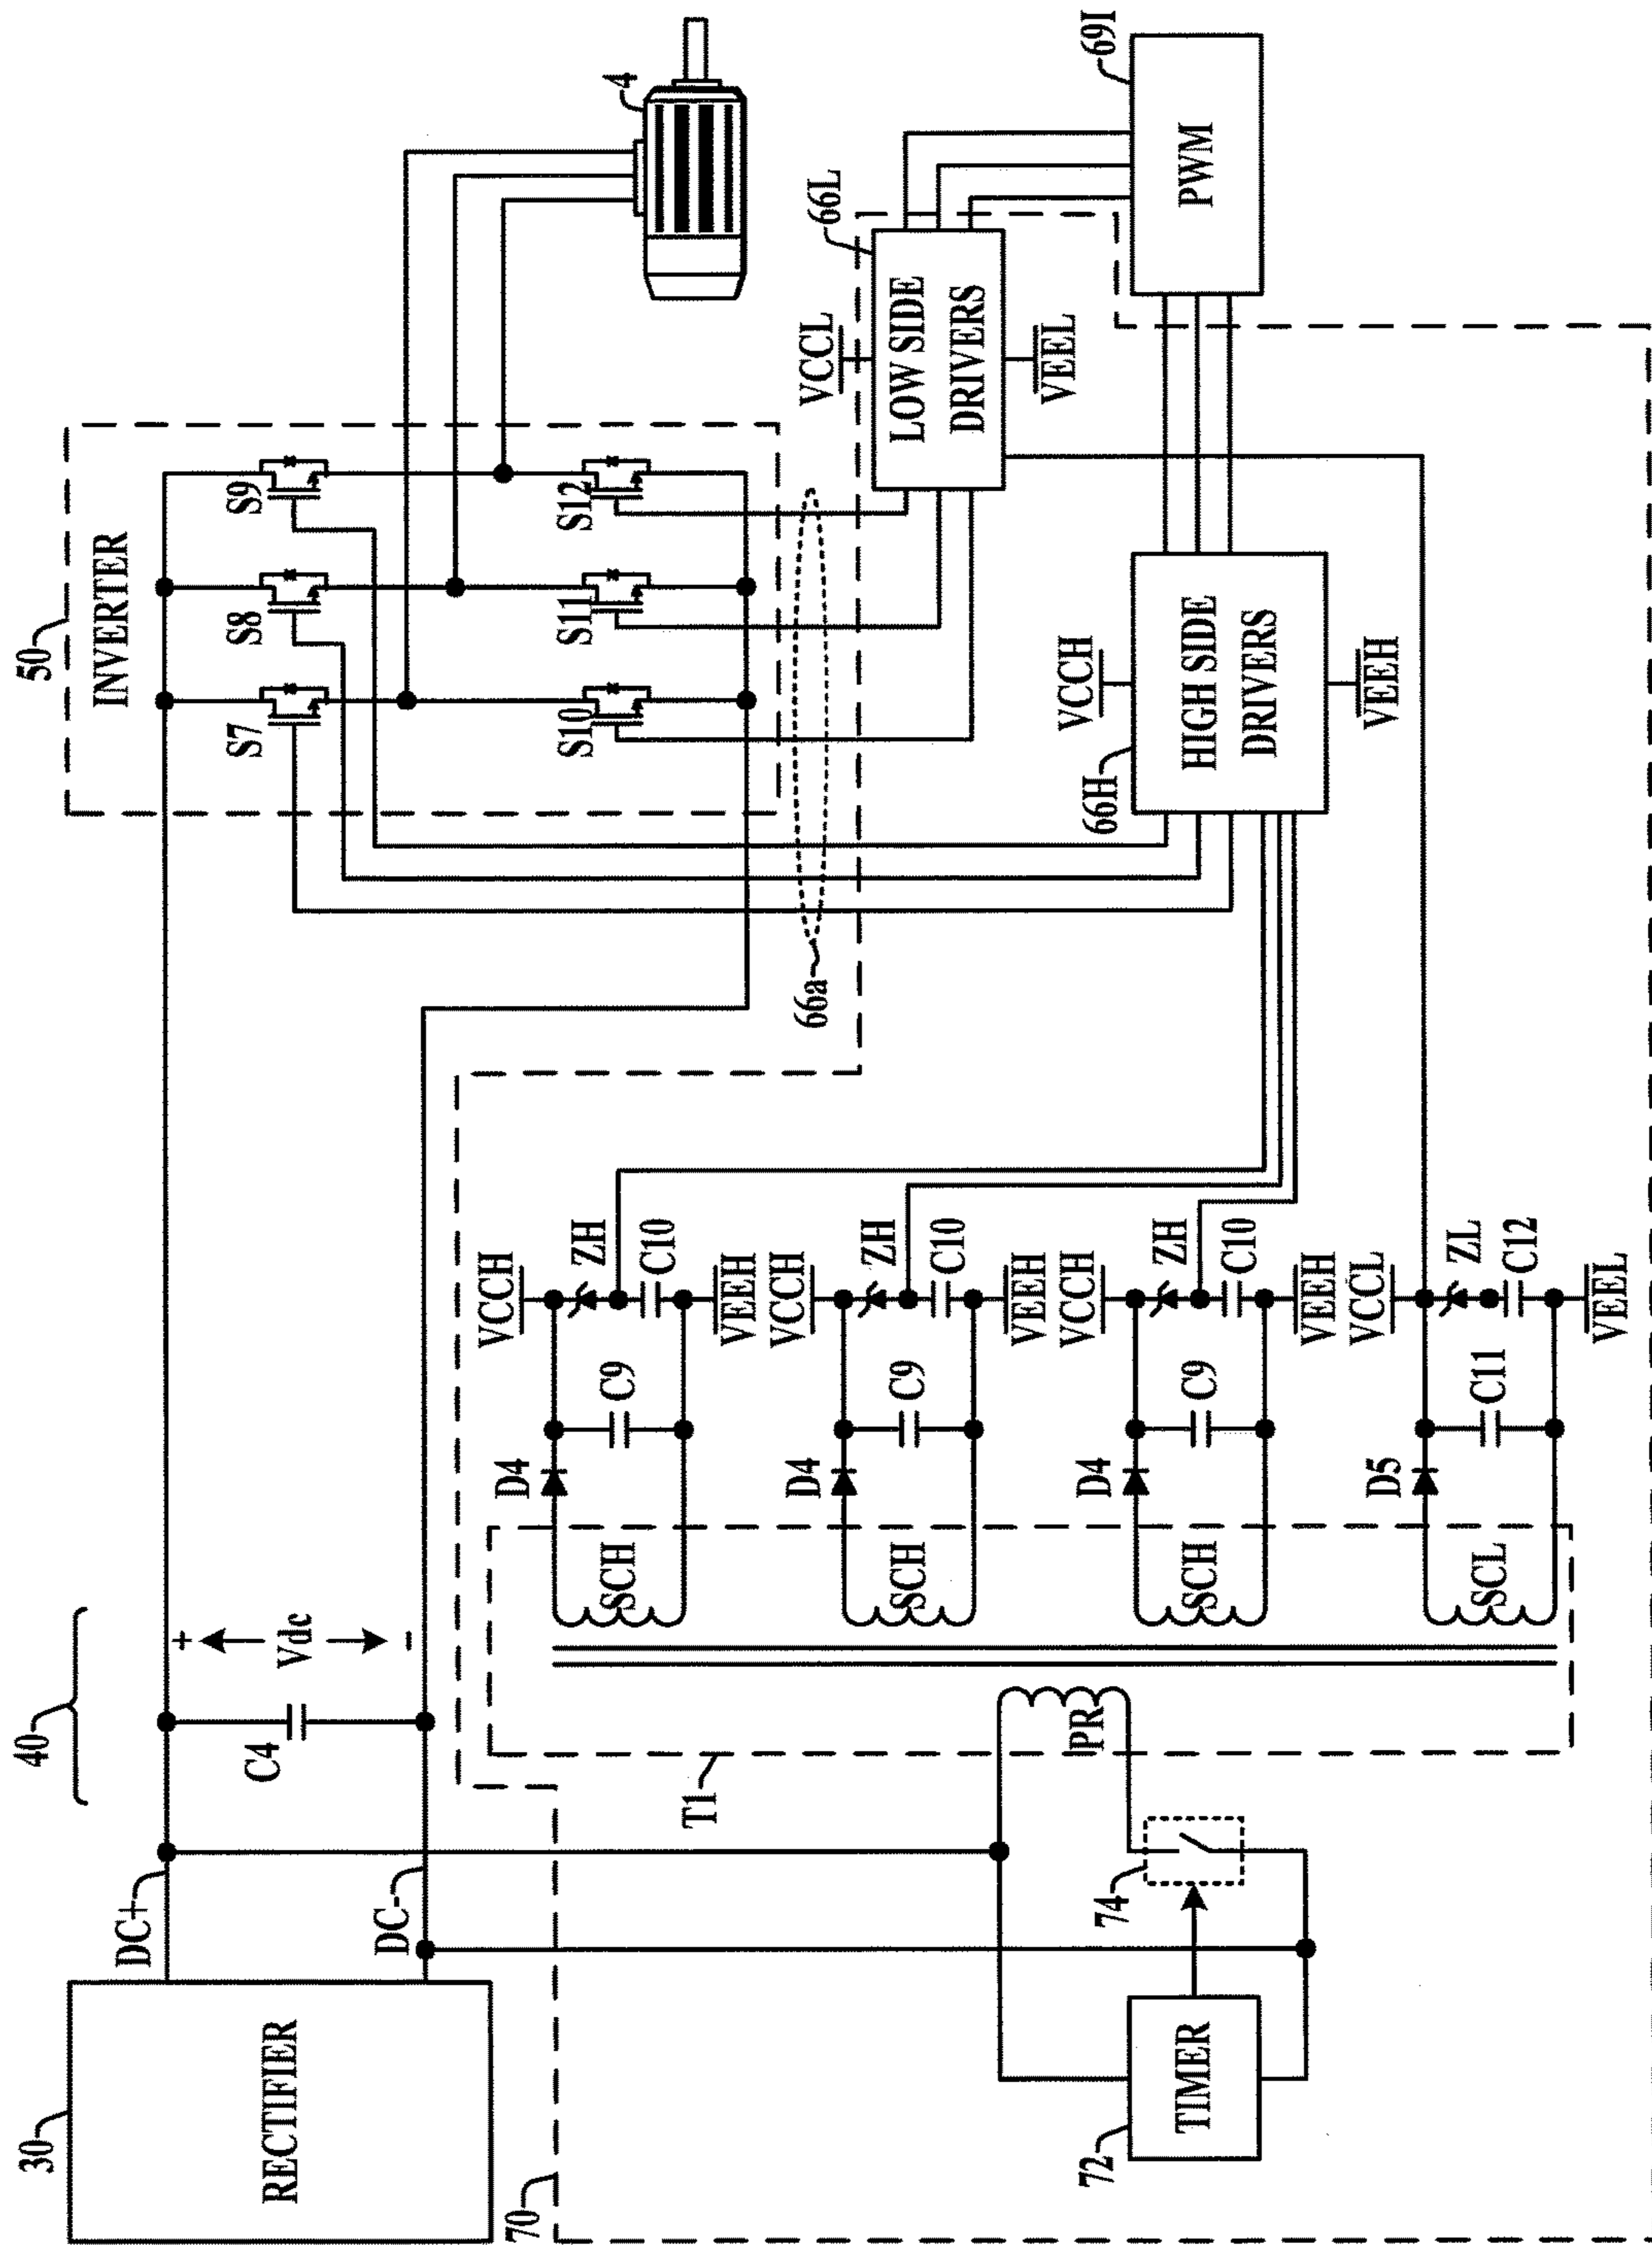 30
RECTIFIER
DC+
DC-
40
C4
+
Vdc
-
50
INVERTER
S7
S8
S9
S10
S11
S12
4
70
T1
PR
72
TIMER
74
SCH
D4
C9
VCCH
ZH
C10
VEEH
SCH
D4
C9
VCCH
ZH
C10
VEEH
SCH
D4
C9
VCCH
ZH
C10
VEEH
SCL
D5
C11
VCCL
ZL
C12
VEEL
66a
66H
VCCH
HIGH SIDE
DRIVERS
VEEH
66L
VCCL
LOW SIDE
DRIVERS
VEEL
69I
PWM